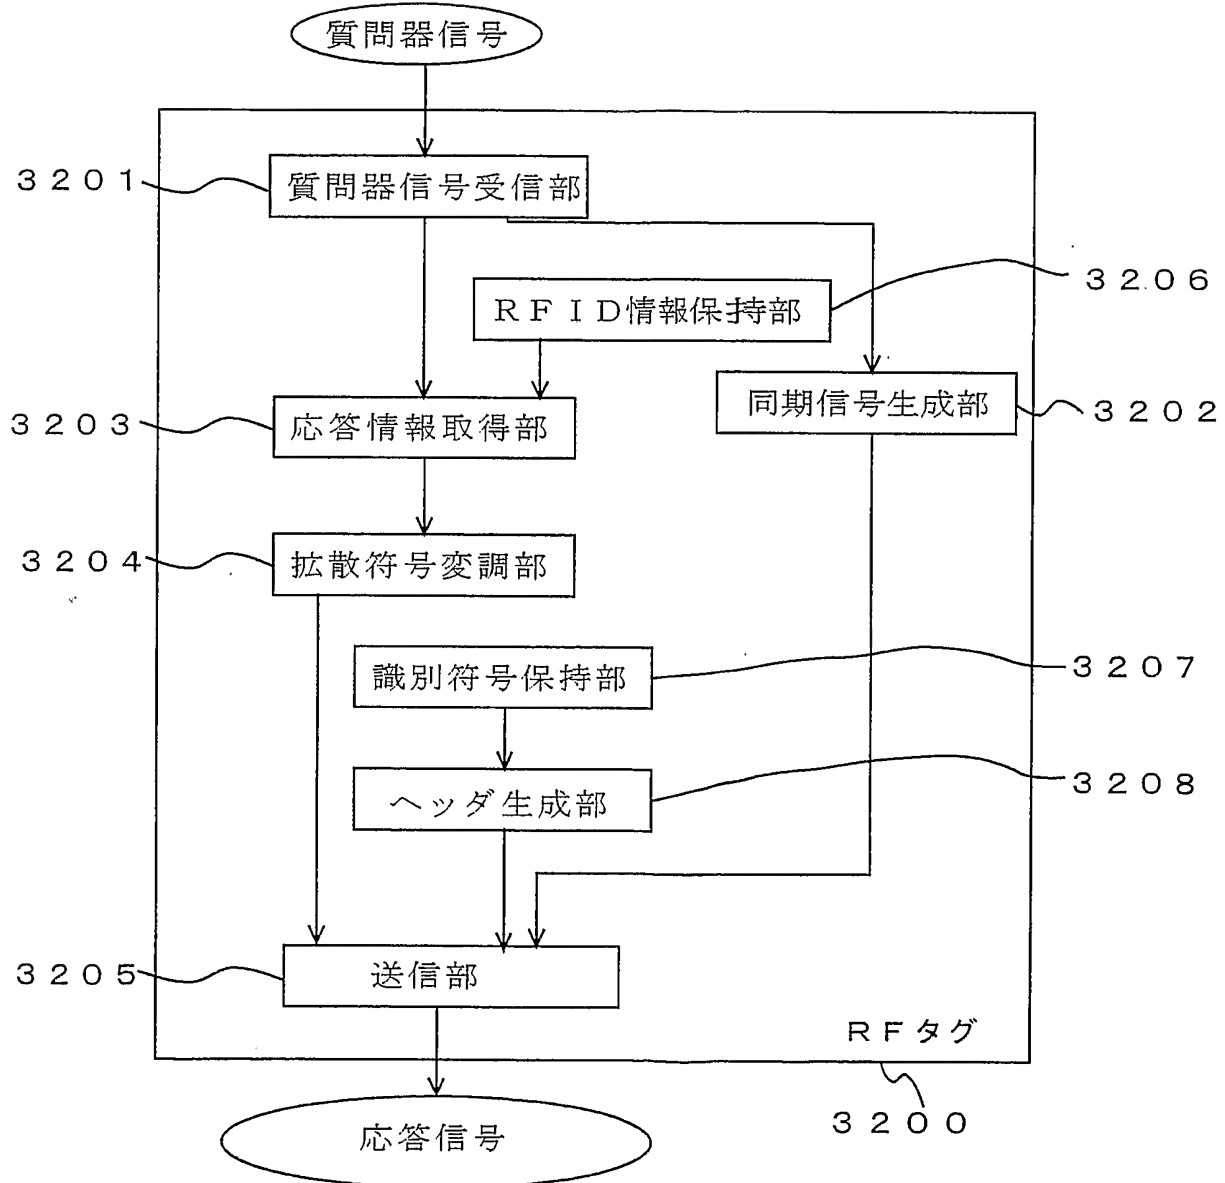 質問器信号
3201
質問器信号受信部
3206
RFID情報保持部
3203
応答情報取得部
同期信号生成部
3202
3204
拡散符号変調部
識別符号保持部
3207
ヘッダ生成部
3208
3205
送信部
RFタグ
3200
応答信号